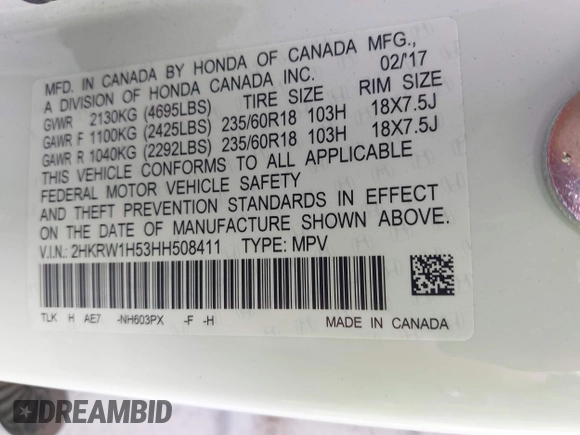 MFD. IN CANADA BY HONDA OF CANADA MFG.,
A DIVISION OF HONDA CANADA INC. 02/'17
GVWR 2130KG (4695LBS) TIRE SIZE RIM SIZE
GAWR F 1100KG (2425LBS) 235/60R18 103H 18X7.5J
GAWR R 1040KG (2292LBS) 235/60R18 103H 18X7.5J
THIS VEHICLE CONFORMS TO ALL APPLICABLE
FEDERAL MOTOR VEHICLE SAFETY
AND THEFT PREVENTION STANDARDS IN EFFECT
ON THE DATE OF MANUFACTURE SHOWN ABOVE.
V.I.N.: 2HKRW1H53HH508411 TYPE: MPV
TLK H AE7 -NH603PX -F -H MADE IN CANADA
DREAMBID